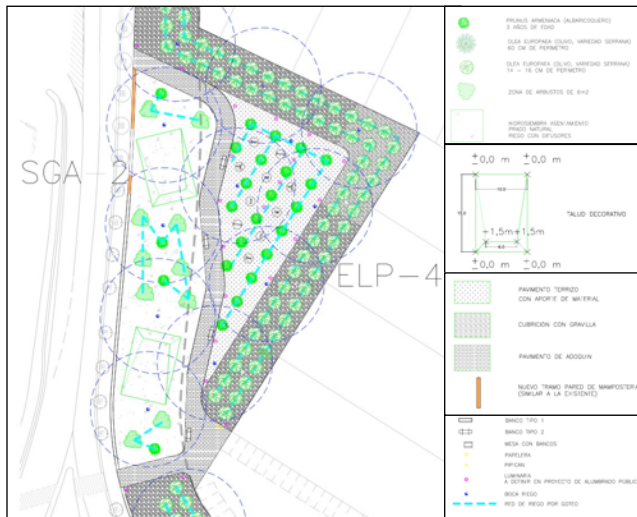 SGA-2
ELP-4
PRUNUS ARMENIACA (ALBARICOQUERO)
3 AÑOS DE EDAD
OLEA EUROPAEA (OLIVO, VARIEDAD SERRANA)
80 CM DE PERIMETRO
OLEA EUROPAEA (OLIVO, VARIEDAD SERRANA)
14 - 16 CM DE PERIMETRO
ZONA DE ARBUSTOS DE 6m2
HIDROSIEMBRA
PRADO NATURAL
RIEGO CON DIFUSORES
±0,0 m ±0,0 m
10,0
TALUD DECORATIVO
+1,5m +1,5m
±0,0 m ±0,0 m
PAVIMENTO TERRIZO
CON APORTE DE MATERIAL
CUBRICIÓN CON GRAVILLA
PAVIMENTO DE ADOQUIN
NUEVO TRAMO PARED DE MAMPOSTERIA
(SIMILAR A LA EXISTENTE)
BANCO TIPO 1
BANCO TIPO 2
MESA CON BANCOS
PAPELERA
PIPICAN
LUMINARIA
A DEFINIR EN PROYECTO DE ALUMBRADO PÚBLICO
BOCA RIEGO
RED DE RIEGO POR GOTEO